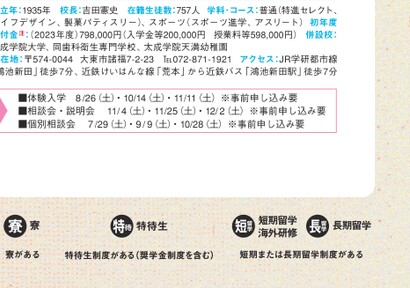 立年:1935年 校長:吉田憲史 在籍生徒数:757人 学科・コース:普通(特進セレクト、
イフデザイン、製菓パティスリー)、スポーツ(スポーツ進学、アスリート) 初年度
付金注:(2023年度)798,000円(入学金等200,000円 授業料等598,000円) 併設校:
成学院大学、同歯科衛生専門学校、太成学院天満幼稚園
在地:〒574-0044 大東市諸福7-2-23 ℡072-871-1921 アクセス:JR学研都市線
鴻池新田」徒歩7分、近鉄けいはんな線「荒本」から近鉄バス「鴻池新田駅」徒歩7分
■体験入学 8/26(土)・10/14(土)・11/11(土) ※事前申し込み要
■相談会・説明会 11/4(土)・11/25(土)・12/2(土) ※事前申し込み要
■個別相談会 7/29(土)・9/9(土)・10/28(土) ※事前申し込み要
寮 寮
特待 特待生
短留学 短期留学 海外研修
長留学 長期留学
寮がある
特待生制度がある(奨学金制度を含む)
短期または長期留学制度がある